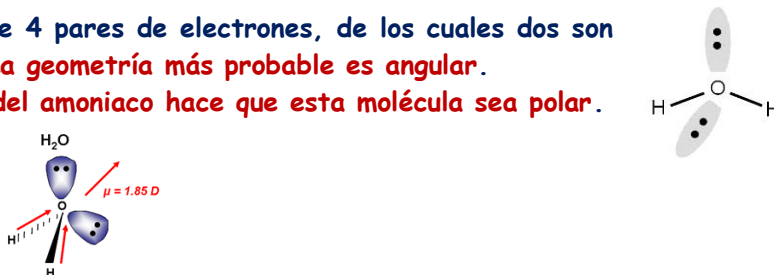 e 4 pares de electrones, de los cuales dos son
a geometría más probable es angular.
del amoniaco hace que esta molécula sea polar.
O
H
H
H₂O
μ = 1.85 D
O
H
H